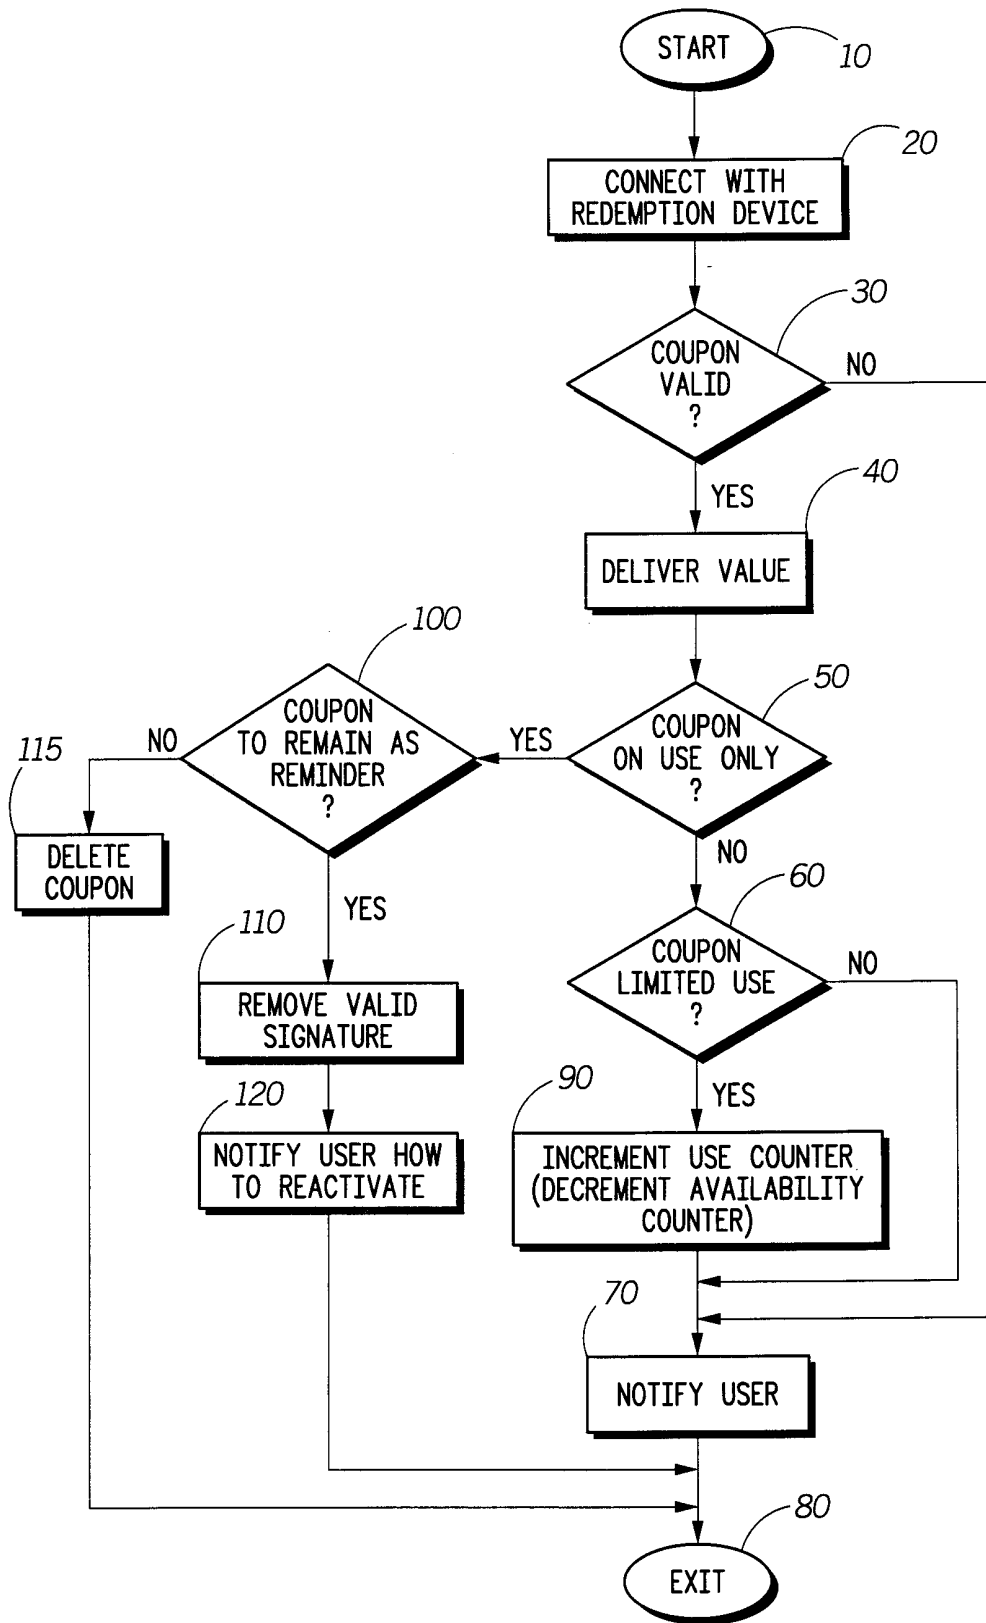 START
10
20
CONNECT WITH
REDEMPTION DEVICE
30
COUPON
VALID
?
NO
YES
40
DELIVER VALUE
100
COUPON
TO REMAIN AS
REMINDER
?
50
COUPON
ON USE ONLY
?
YES
NO
115
DELETE
COUPON
NO
YES
60
COUPON
LIMITED USE
?
NO
110
REMOVE VALID
SIGNATURE
YES
90
120
NOTIFY USER HOW
TO REACTIVATE
INCREMENT USE COUNTER
(DECREMENT AVAILABILITY
COUNTER)
70
NOTIFY USER
80
EXIT